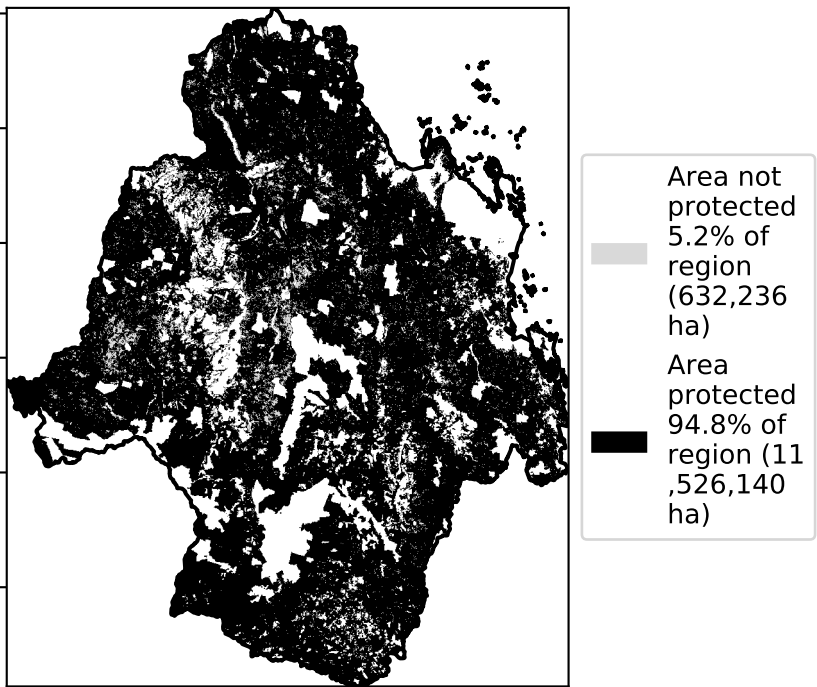 Area not
protected
5.2% of
region
(632,236
ha)
Area
protected
94.8% of
region (11
,526,140
ha)